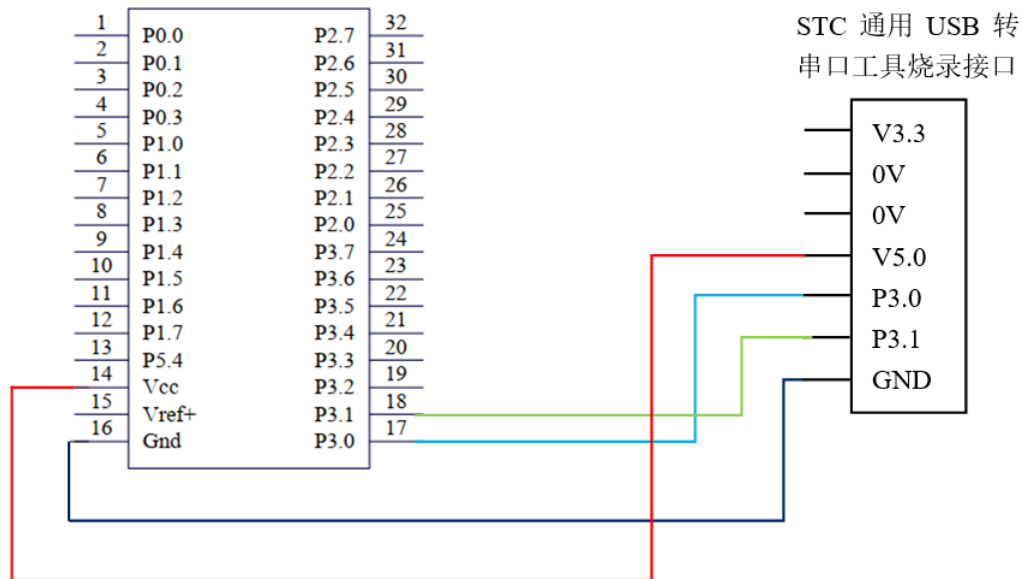 1 P0.0 P2.7 32
2 P0.1 P2.6 31
3 P0.2 P2.5 30
4 P0.3 P2.4 29
5 P1.0 P2.3 28
6 P1.1 P2.2 27
7 P1.2 P2.1 26
8 P1.3 P2.0 25
9 P1.4 P3.7 24
10 P1.5 P3.6 23
11 P1.6 P3.5 22
12 P1.7 P3.4 21
13 P5.4 P3.3 20
14 Vcc P3.2 19
15 Vref+ P3.1 18
16 Gnd P3.0 17
STC 通用 USB 转
串口工具烧录接口
V3.3
0V
0V
V5.0
P3.0
P3.1
GND